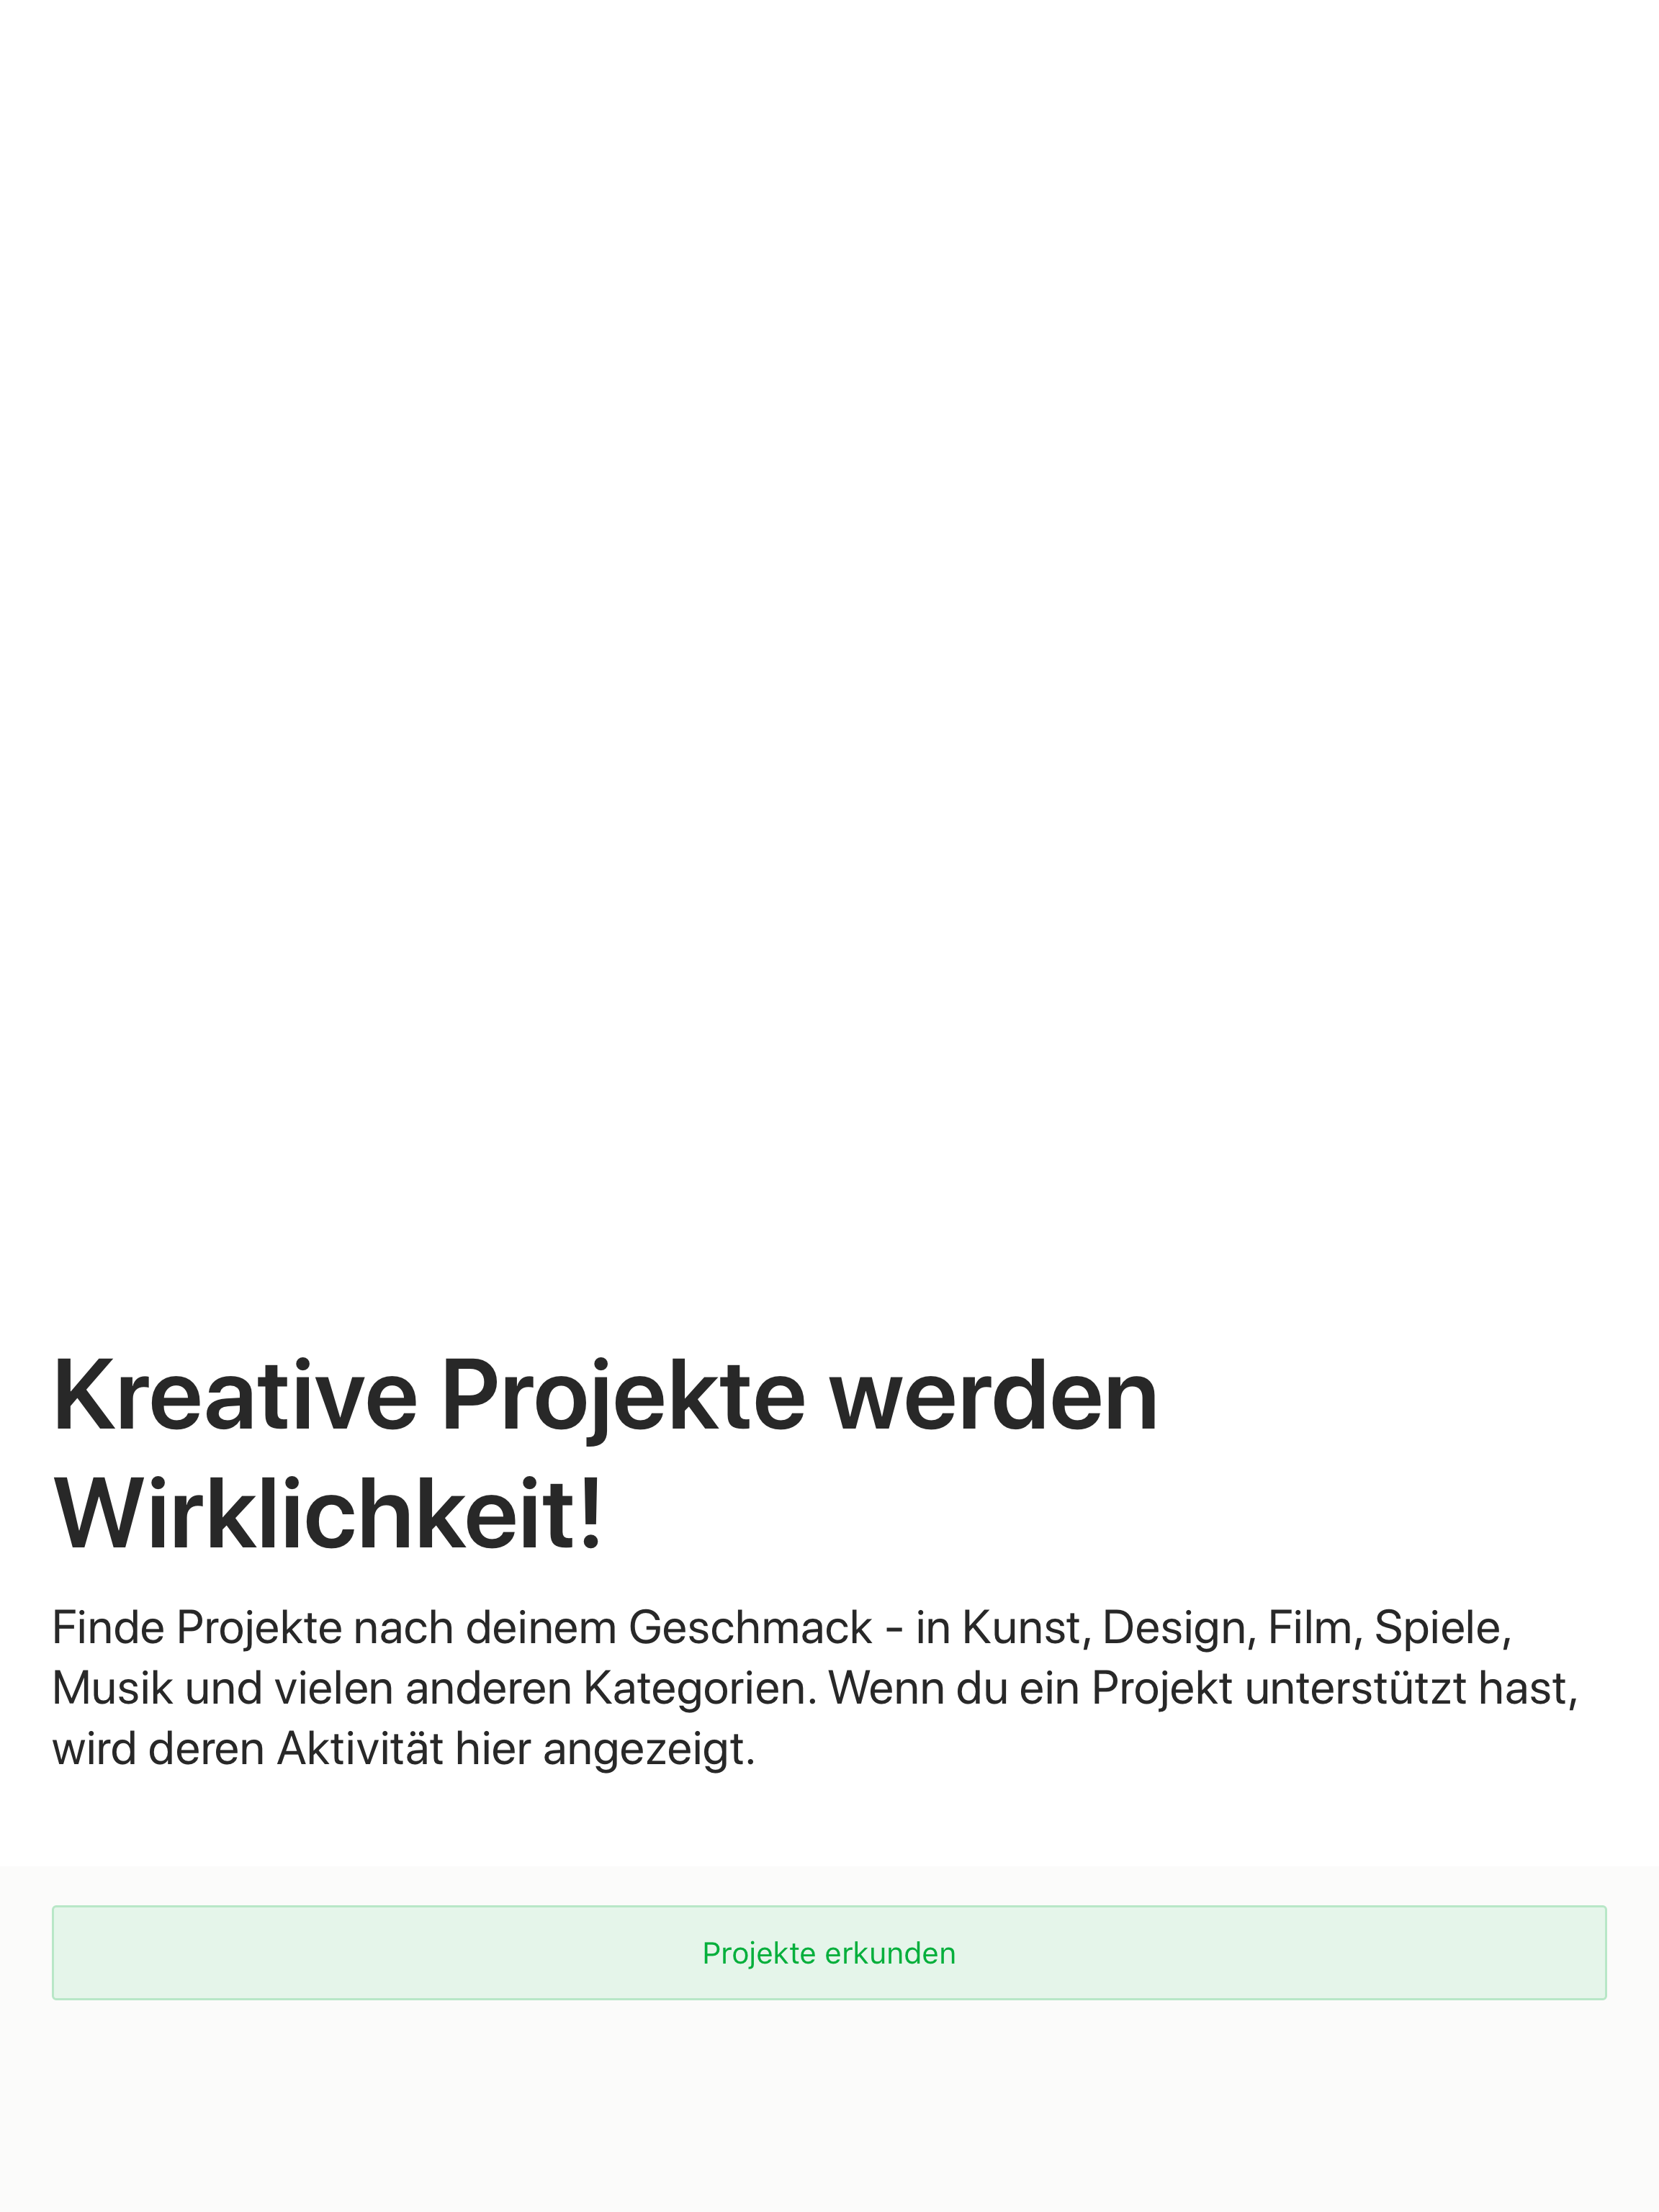 Kreative Projekte werden
Wirklichkeit!
Finde Projekte nach deinem Geschmack - in Kunst, Design, Film, Spiele,
Musik und vielen anderen Kategorien. Wenn du ein Projekt unterstützt hast,
wird deren Aktivität hier angezeigt.
Projekte erkunden